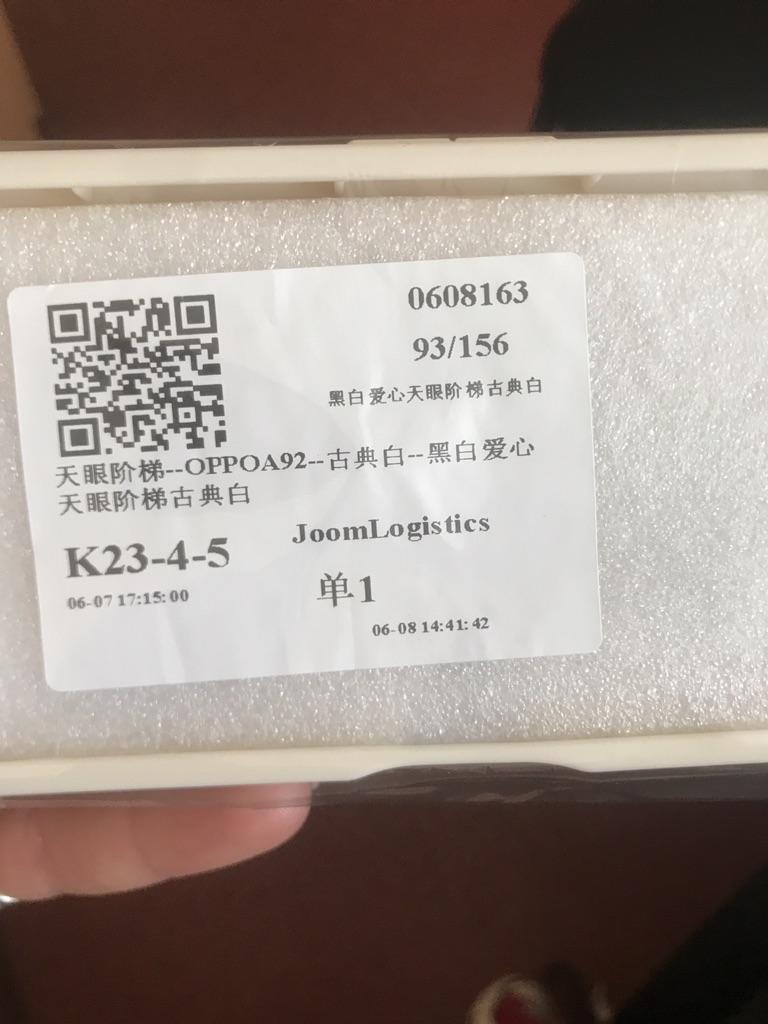 0608163
93/156
黑白爱心天眼阶梯古典白
天眼阶梯--OPPOA92--古典白--黑白爱心
天眼阶梯古典白
K23-4-5
JoomLogistics
06-07 17:15:00
单1
06-08 14:41:42